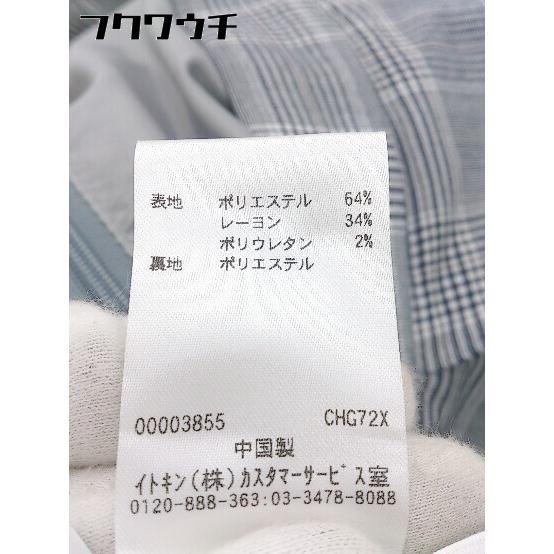 フクウウチ
表地 ポリエステル 64%
レーヨン 34%
ポリウレタン 2%
裏地 ポリエステル
00003855 CHG72X
中国製
イトキン(株)カスタマーサービス室
0120-888-363:03-3478-8088